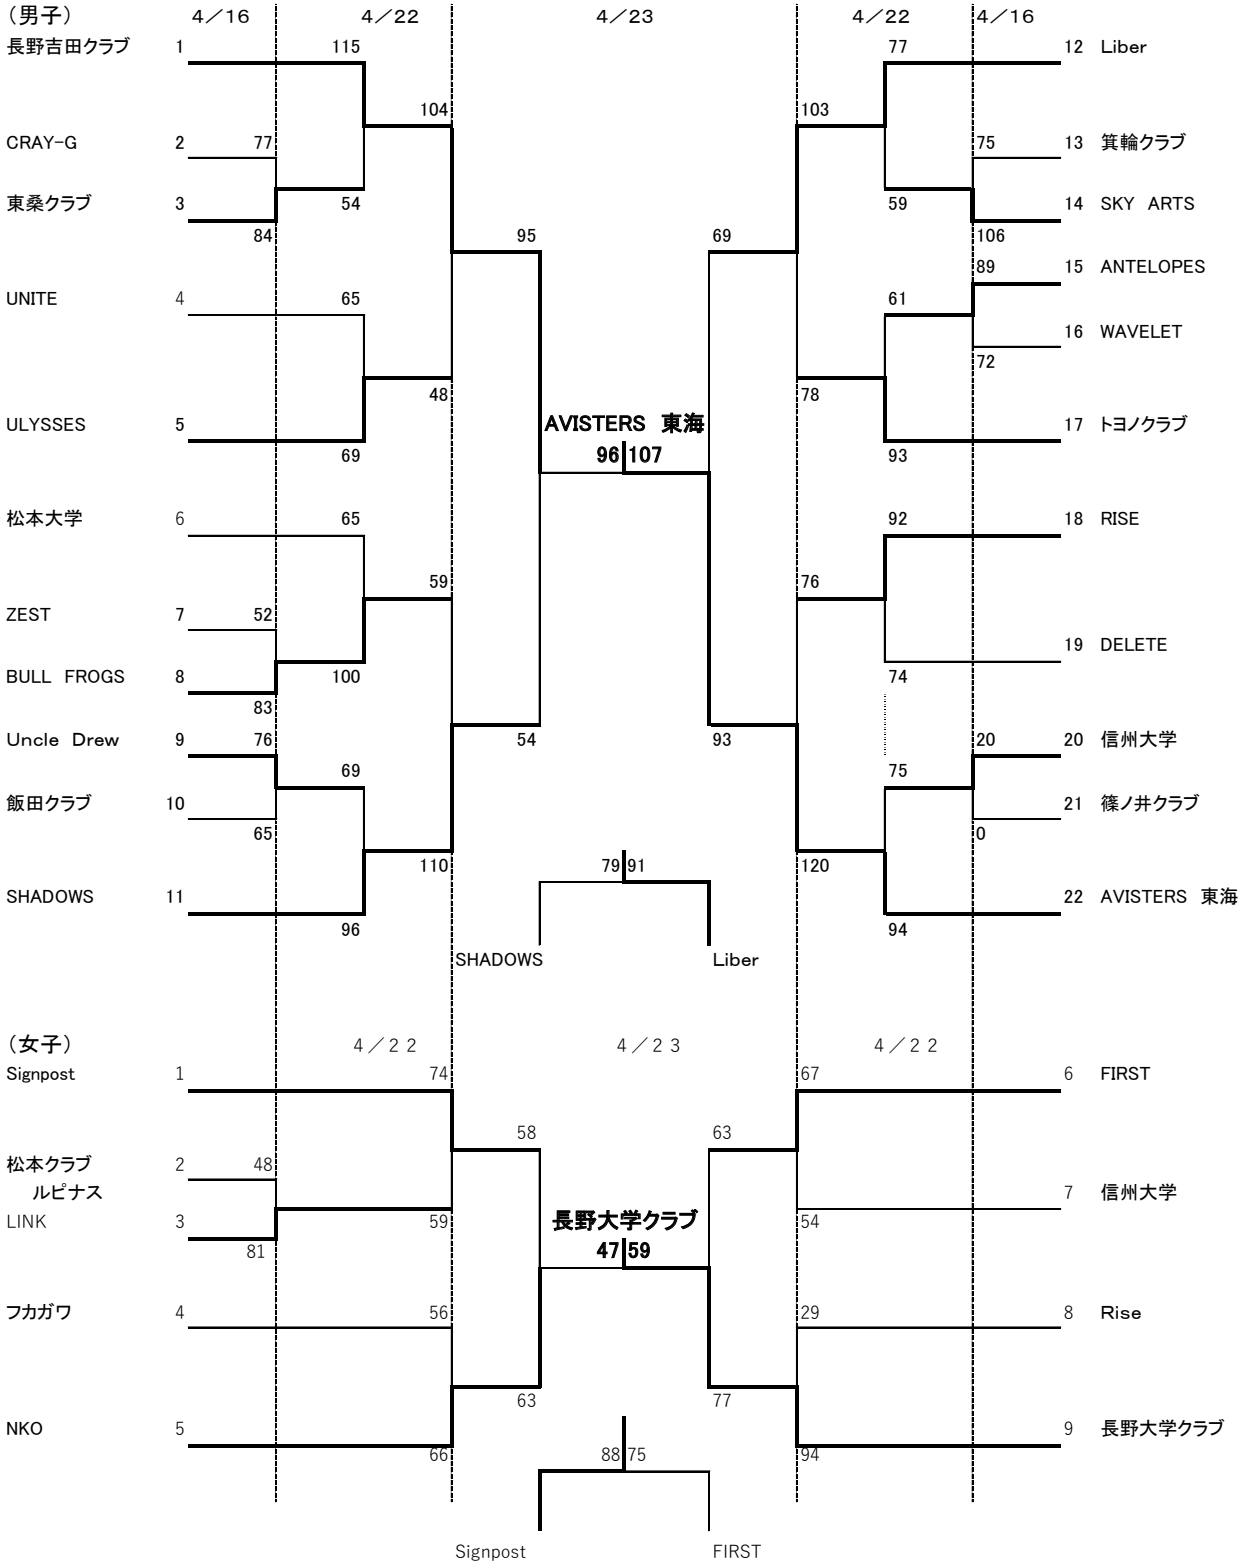 （男子） 4／16 4／22 4／23 4／22 4／16
長野吉田クラブ 1 115 77 12 Liber
104 103
CRAY-G 2 77 75 13 箕輪クラブ
東桑クラブ 3 54 59 14 SKY ARTS
84 95 69 106
89 15 ANTELOPES
UNITE 4 65 61
16 WAVELET
72
48 78
ULYSSES 5 AVISTERS 東海 17 トヨノクラブ
69 96 107 93
松本大学 6 65 92 18 RISE
59 76
ZEST 7 52
19 DELETE
BULL FROGS 8 100 74
83
Uncle Drew 9 76 54 93 20 20 信州大学
69 75
飯田クラブ 10 21 篠ノ井クラブ
65 0
110 79 91 120
SHADOWS 11 22 AVISTERS 東海
96 94
SHADOWS Liber
（女子） 4／22 4／23 4／22
Signpost 1 74 67 6 FIRST
58 63
松本クラブ 2 48
ルピナス 7 信州大学
LINK 3 59 長野大学クラブ 54
81 47 59
フカガワ 4 56 29 8 Rise
63 77
NKO 5 9 長野大学クラブ
66 88 75 94
Signpost FIRST